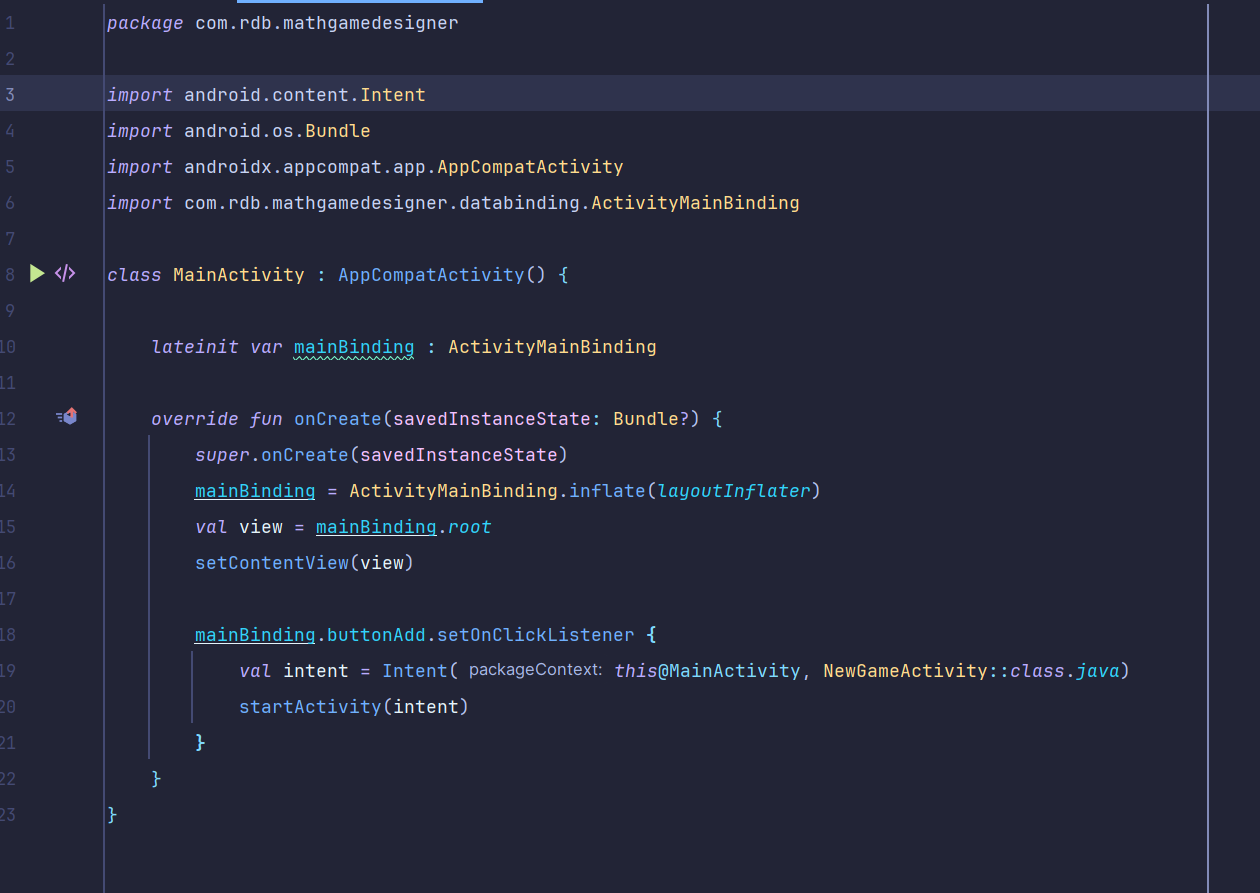 1 package com.rdb.mathgamedesigner
2
3 import android.content.Intent
4 import android.os.Bundle
5 import androidx.appcompat.app.AppCompatActivity
6 import com.rdb.mathgamedesigner.databinding.ActivityMainBinding
7
8 </> class MainActivity : AppCompatActivity() {
9
10     lateinit var mainBinding : ActivityMainBinding
11
12     override fun onCreate(savedInstanceState: Bundle?) {
13         super.onCreate(savedInstanceState)
14         mainBinding = ActivityMainBinding.inflate(layoutInflater)
15         val view = mainBinding.root
16         setContentView(view)
17
18         mainBinding.buttonAdd.setOnClickListener {
19             val intent = Intent( packageContext: this@MainActivity, NewGameActivity::class.java)
20             startActivity(intent)
21         }
22     }
23 }